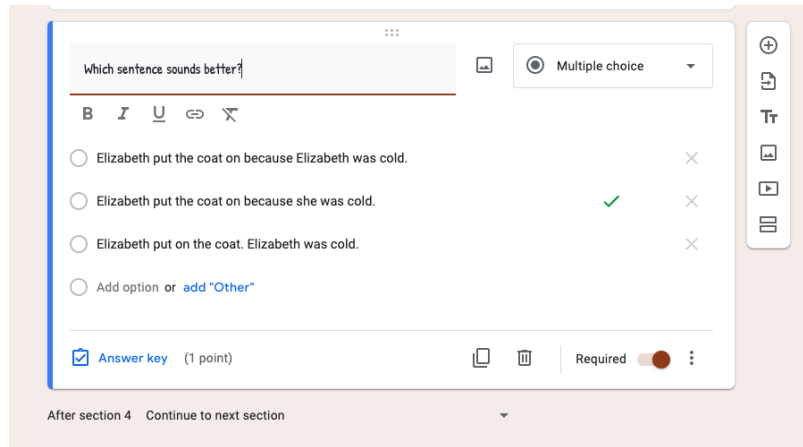 Which sentence sounds better?
Multiple choice
B I U
Elizabeth put the coat on because Elizabeth was cold.
Elizabeth put the coat on because she was cold.
Elizabeth put on the coat. Elizabeth was cold.
Add option or add "Other"
Answer key (1 point)
Required
After section 4 Continue to next section
Tт